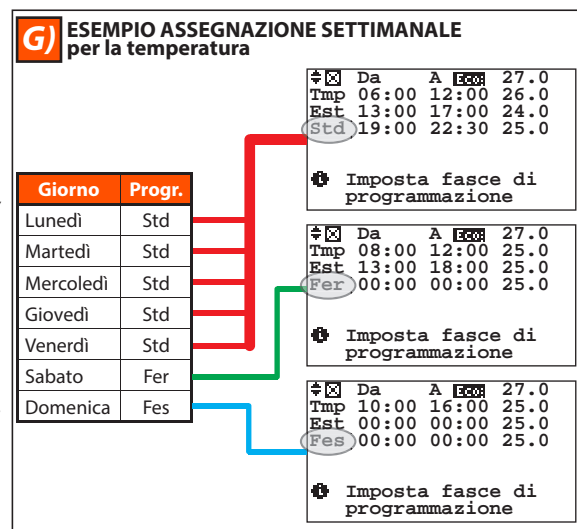 G) ESEMPIO ASSEGNAZIONE SETTIMANALE
per la temperatura
Giorno Progr.
Lunedì Std
Martedì Std
Mercoledì Std
Giovedì Std
Venerdì Std
Sabato Fer
Domenica Fes
Da A Eco 27.0
Tmp 06:00 12:00 26.0
Est 13:00 17:00 24.0
Std 19:00 22:30 25.0
Imposta fasce di
programmazione
Da A Eco 27.0
Tmp 08:00 12:00 25.0
Est 13:00 18:00 25.0
Fer 00:00 00:00 25.0
Imposta fasce di
programmazione
Da A Eco 27.0
Tmp 10:00 16:00 25.0
Est 00:00 00:00 25.0
Fes 00:00 00:00 25.0
Imposta fasce di
programmazione